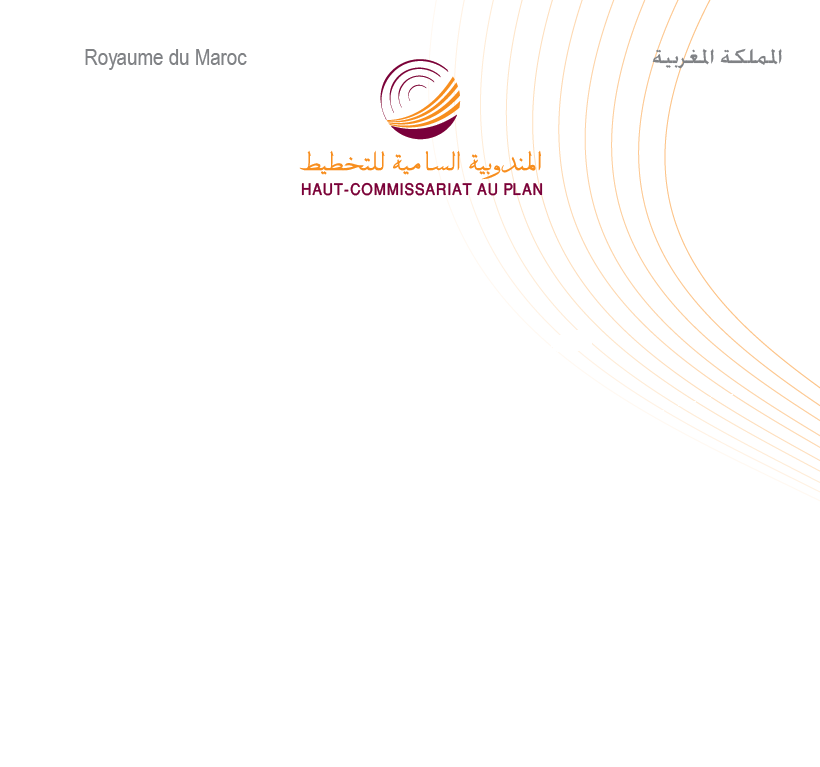 Royaume du Maroc
المملكة المغربية
المندوبية السامية للتخطيط
HAUT-COMMISSARIAT AU PLAN